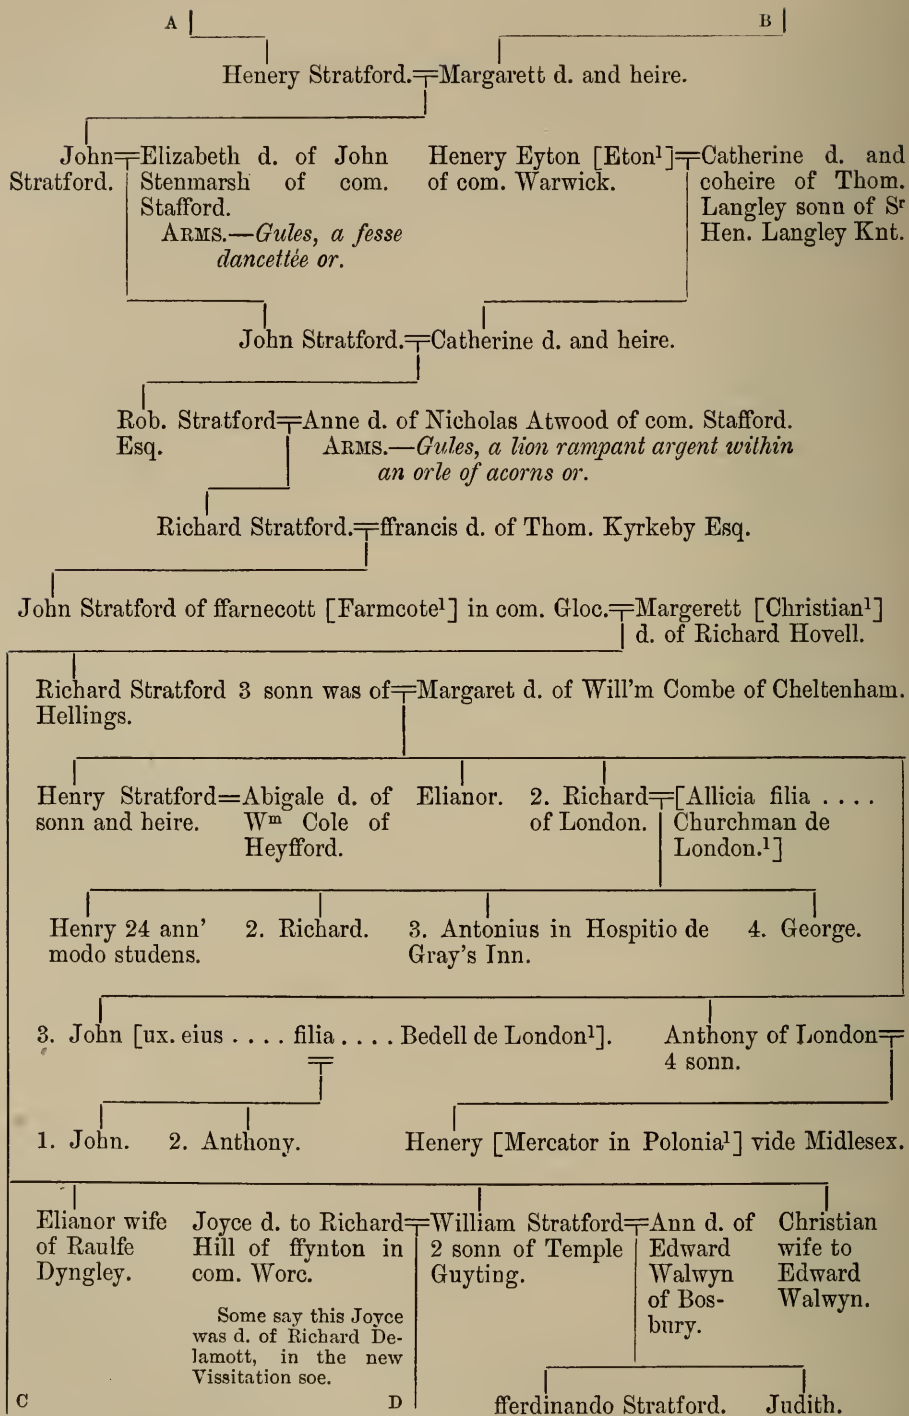 A B
Henery Stratford.=Margarett d. and heire.
John=Elizabeth d. of John
Stratford. Stenmarsh of com.
Stafford.
ARMS.—Gules, a fesse
dancettée or.
Henery Eyton [Eton¹]=Catherine d. and
of com. Warwick. coheire of Thom.
Langley sonn of Sʳ
Hen. Langley Knt.
John Stratford.=Catherine d. and heire.
Rob. Stratford=Anne d. of Nicholas Atwood of com. Stafford.
Esq. ARMS.—Gules, a lion rampant argent within
an orle of acorns or.
Richard Stratford.=ffrancis d. of Thom. Kyrkeby Esq.
John Stratford of ffarnecott [Farmcote¹] in com. Gloc.=Margerett [Christian¹]
d. of Richard Hovell.
Richard Stratford 3 sonn was of=Margaret d. of Will'm Combe of Cheltenham.
Hellings.
Henry Stratford=Abigale d. of
sonn and heire. Wᵐ Cole of
Heyfford.
Elianor.
2. Richard=[Allicia filia . . . .
of London. Churchman de
London.¹]
Henry 24 ann'
modo studens.
2. Richard.
3. Antonius in Hospitio de
Gray's Inn.
4. George.
3. John [ux. eius . . . . filia . . . . Bedell de London¹].
Anthony of London=
4 sonn.
1. John. 2. Anthony.
Henery [Mercator in Polonia¹] vide Midlesex.
Elianor wife
of Raulfe
Dyngley.
Joyce d. to Richard=William Stratford=Ann d. of
Hill of ffynton in 2 sonn of Temple Edward
com. Worc. Guyting. Walwyn
of Bos-
bury.
Some say this Joyce
was d. of Richard De-
lamott, in the new
Vissitation soe.
Christian
wife to
Edward
Walwyn.
C D
fferdinando Stratford. Judith.